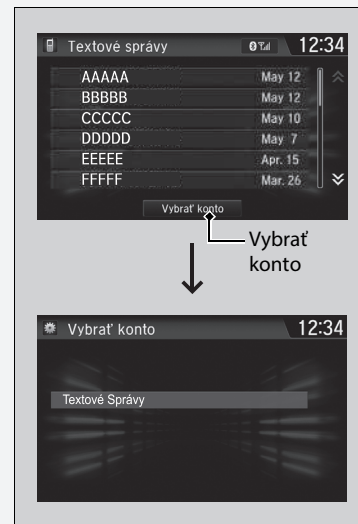 Textové správy 12:34
AAAAA May 12
BBBBB May 12
CCCCC May 10
DDDDD May 7
EEEEE Apr. 15
FFFFF Mar. 26
Vybrať konto
Vybrať
konto
Vybrať konto 12:34
Textové Správy